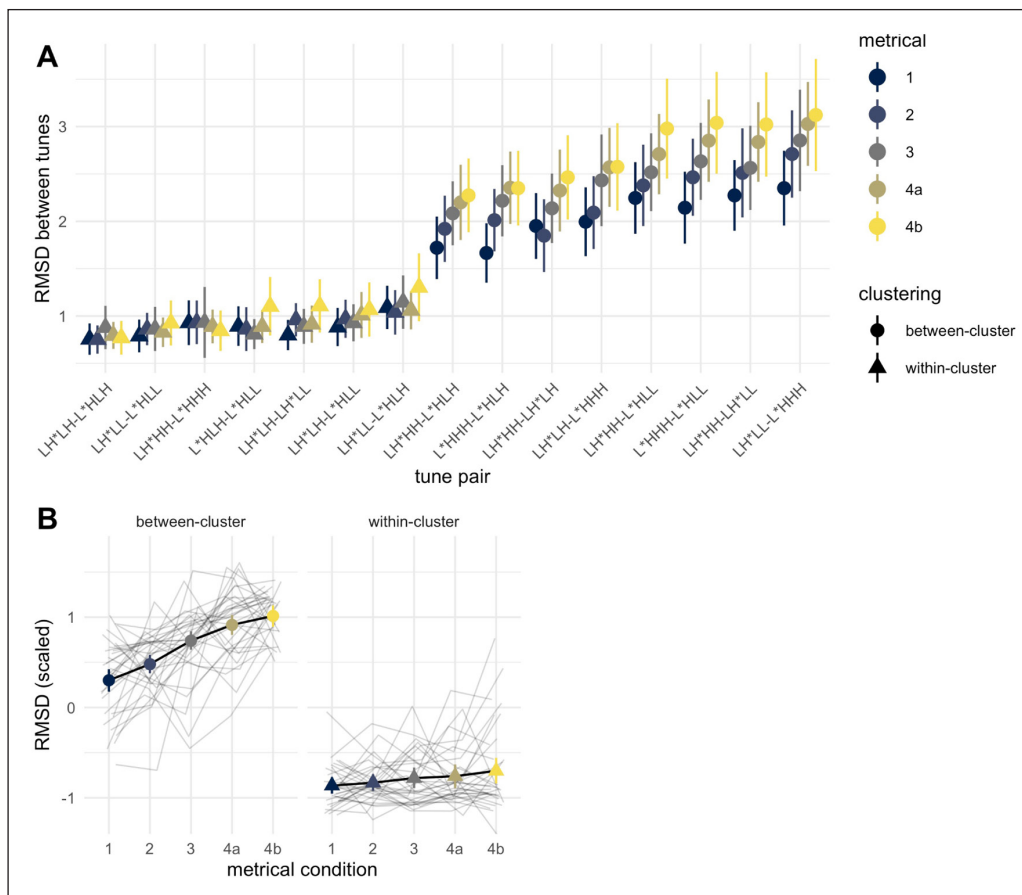 A
metrical
1
2
3
4a
4b
clustering
between-cluster
within-cluster
RMSD between tunes
3
2
1
LH*LH-L*HLH
LH*LL-L*HLL
LH*HH-L*HHH
L*HLH-L*HLL
LH*LH-LH*LL
LH*LH-L*HLL
LH*LL-L*HLH
LH*HH-L*HLH
L*HHH-L*HLH
LH*HH-LH*LH
LH*LH-L*HHH
LH*HH-L*HLL
L*HHH-L*HLL
LH*HH-LH*LL
LH*LL-L*HHH
tune pair
B
between-cluster within-cluster
RMSD (scaled)
1
0
-1
1 2 3 4a 4b 1 2 3 4a 4b
metrical condition